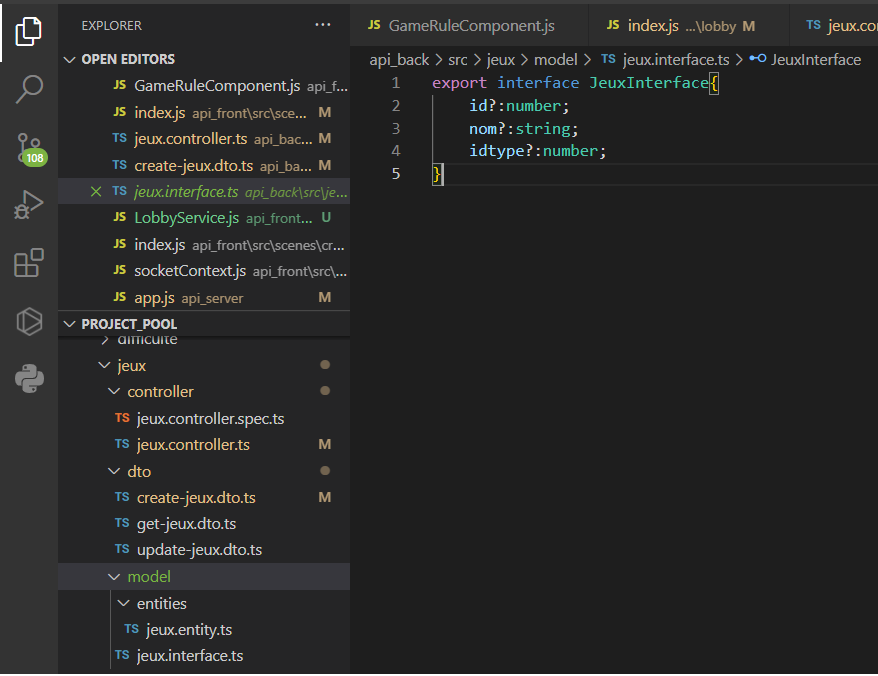 EXPLORER
...
OPEN EDITORS
JS GameRuleComponent.js api_f...
JS index.js api_front\src\sce... M
TS jeux.controller.ts api_bac... M
TS create-jeux.dto.ts api_ba... M
TS jeux.interface.ts api_back\src\je...
JS LobbyService.js api_front... U
JS index.js api_front\src\scenes\cr...
JS socketContext.js api_front\src\...
JS app.js api_server M
108
PROJECT_POOL
difficulte
jeux
controller
TS jeux.controller.spec.ts
TS jeux.controller.ts M
dto
TS create-jeux.dto.ts M
TS get-jeux.dto.ts
TS update-jeux.dto.ts
model
entities
TS jeux.entity.ts
TS jeux.interface.ts
JS GameRuleComponent.js JS index.js ...\lobby M TS jeux.co
api_back > src > jeux > model > TS jeux.interface.ts > JeuxInterface
1 export interface JeuxInterface{
2 id?:number;
3 nom?:string;
4 idtype?:number;
5 }